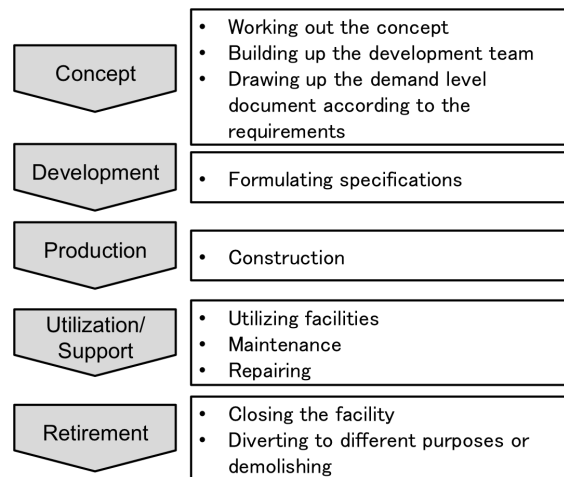 Concept
• Working out the concept
• Building up the development team
• Drawing up the demand level
document according to the
requirements
Development
• Formulating specifications
Production
• Construction
Utilization/
Support
• Utilizing facilities
• Maintenance
• Repairing
Retirement
• Closing the facility
• Diverting to different purposes or
demolishing